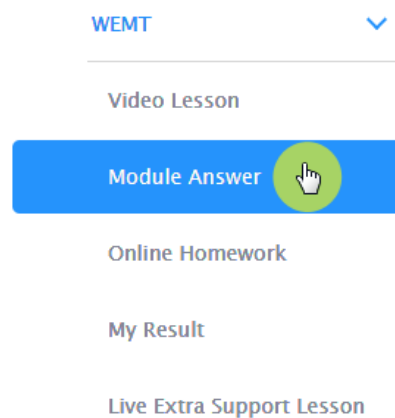 WEMT
Video Lesson
Module Answer
Online Homework
My Result
Live Extra Support Lesson